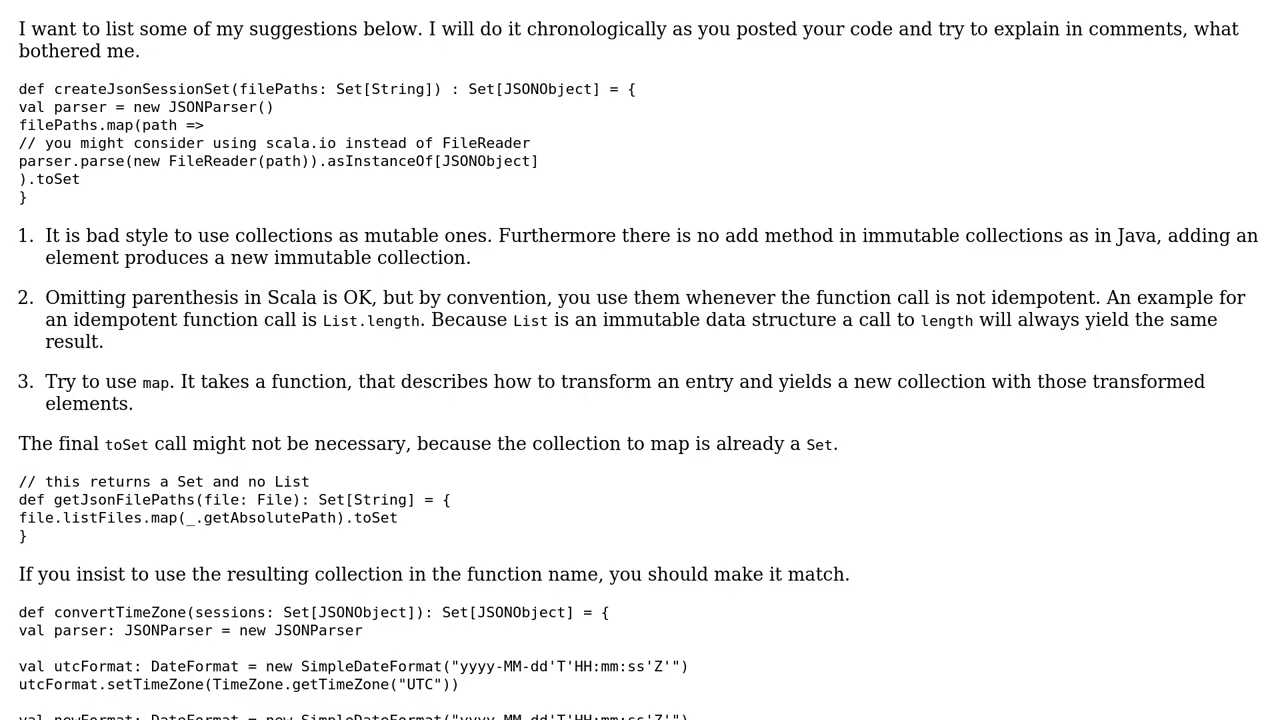 I want to list some of my suggestions below. I will do it chronologically as you posted your code and try to explain in comments, what
bothered me.
def createJsonSessionSet(filePaths: Set[String]) : Set[JSONObject] = {
val parser = new JSONParser()
filePaths.map(path =>
// you might consider using scala.io instead of FileReader
parser.parse(new FileReader(path)).asInstanceOf[JSONObject]
).toSet
}
1. It is bad style to use collections as mutable ones. Furthermore there is no add method in immutable collections as in Java, adding an
element produces a new immutable collection.
2. Omitting parenthesis in Scala is OK, but by convention, you use them whenever the function call is not idempotent. An example for
an idempotent function call is List.length. Because List is an immutable data structure a call to length will always yield the same
result.
3. Try to use map. It takes a function, that describes how to transform an entry and yields a new collection with those transformed
elements.
The final toSet call might not be necessary, because the collection to map is already a Set.
// this returns a Set and no List
def getJsonFilePaths(file: File): Set[String] = {
file.listFiles.map(_.getAbsolutePath).toSet
}
If you insist to use the resulting collection in the function name, you should make it match.
def convertTimeZone(sessions: Set[JSONObject]): Set[JSONObject] = {
val parser: JSONParser = new JSONParser
val utcFormat: DateFormat = new SimpleDateFormat("yyyy-MM-dd'T'HH:mm:ss'Z'")
utcFormat.setTimeZone(TimeZone.getTimeZone("UTC"))
val newFormat: DateFormat = new SimpleDateFormat("yyyy-MM-dd'T'HH:mm:ss'Z'")